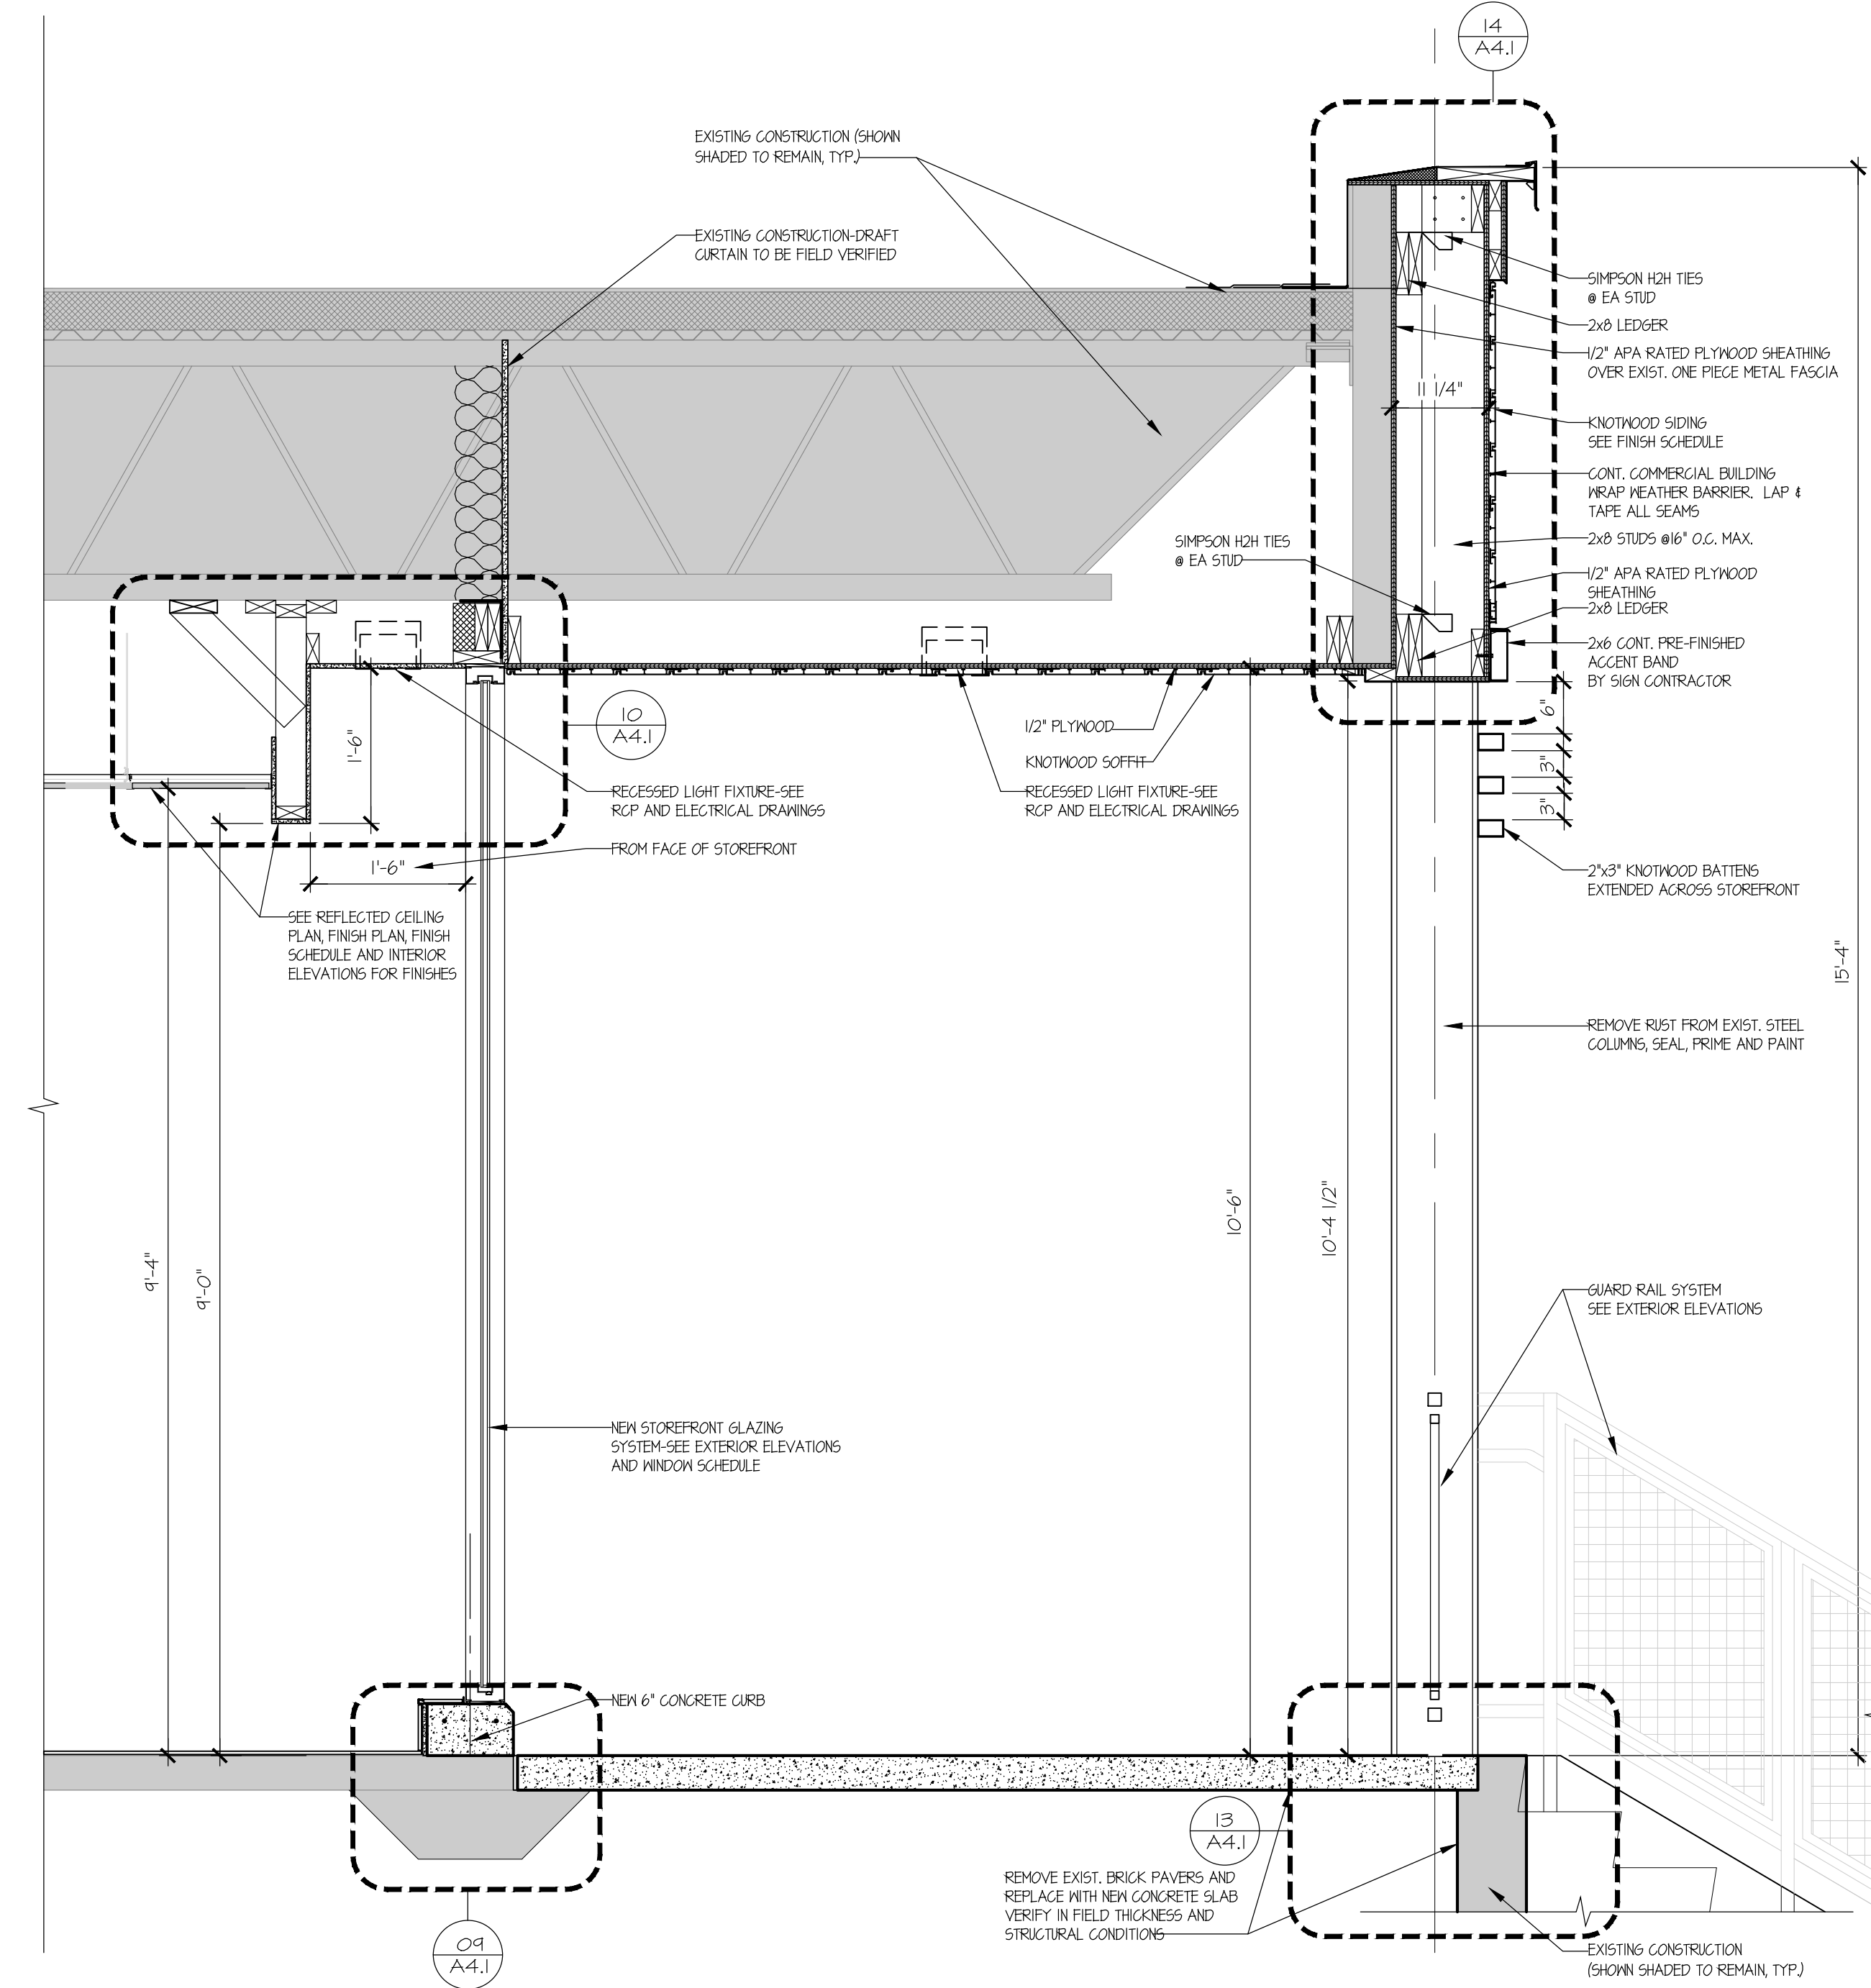 14
A4.1
EXISTING CONSTRUCTION (SHOWN
SHADED TO REMAIN, TYP.)
EXISTING CONSTRUCTION-DRAFT
CURTAIN TO BE FIELD VERIFIED
SIMPSON H2H TIES
@ EA STUD
2x8 LEDGER
1/2" APA RATED PLYWOOD SHEATHING
OVER EXIST. ONE PIECE METAL FASCIA
11 1/4"
KNOTWOOD SIDING
SEE FINISH SCHEDULE
CONT. COMMERCIAL BUILDING
WRAP WEATHER BARRIER. LAP &
TAPE ALL SEAMS
2x8 STUDS @16" O.C. MAX.
SIMPSON H2H TIES
@ EA STUD
1/2" APA RATED PLYWOOD
SHEATHING
2x8 LEDGER
2x6 CONT. PRE-FINISHED
ACCENT BAND
BY SIGN CONTRACTOR
6"
3"
3"
10
A4.1
1'-6"
1/2" PLYWOOD
KNOTWOOD SOFFIT
RECESSED LIGHT FIXTURE-SEE
RCP AND ELECTRICAL DRAWINGS
RECESSED LIGHT FIXTURE-SEE
RCP AND ELECTRICAL DRAWINGS
FROM FACE OF STOREFRONT
1'-6"
2"x3" KNOTWOOD BATTENS
EXTENDED ACROSS STOREFRONT
SEE REFLECTED CEILING
PLAN, FINISH PLAN, FINISH
SCHEDULE AND INTERIOR
ELEVATIONS FOR FINISHES
15'-4"
REMOVE RUST FROM EXIST. STEEL
COLUMNS, SEAL, PRIME AND PAINT
9'-4"
9'-0"
10'-6"
10'-4 1/2"
GUARD RAIL SYSTEM
SEE EXTERIOR ELEVATIONS
NEW STOREFRONT GLAZING
SYSTEM-SEE EXTERIOR ELEVATIONS
AND WINDOW SCHEDULE
NEW 6" CONCRETE CURB
13
A4.1
REMOVE EXIST. BRICK PAVERS AND
REPLACE WITH NEW CONCRETE SLAB
VERIFY IN FIELD THICKNESS AND
STRUCTURAL CONDITIONS
09
A4.1
EXISTING CONSTRUCTION
(SHOWN SHADED TO REMAIN, TYP.)